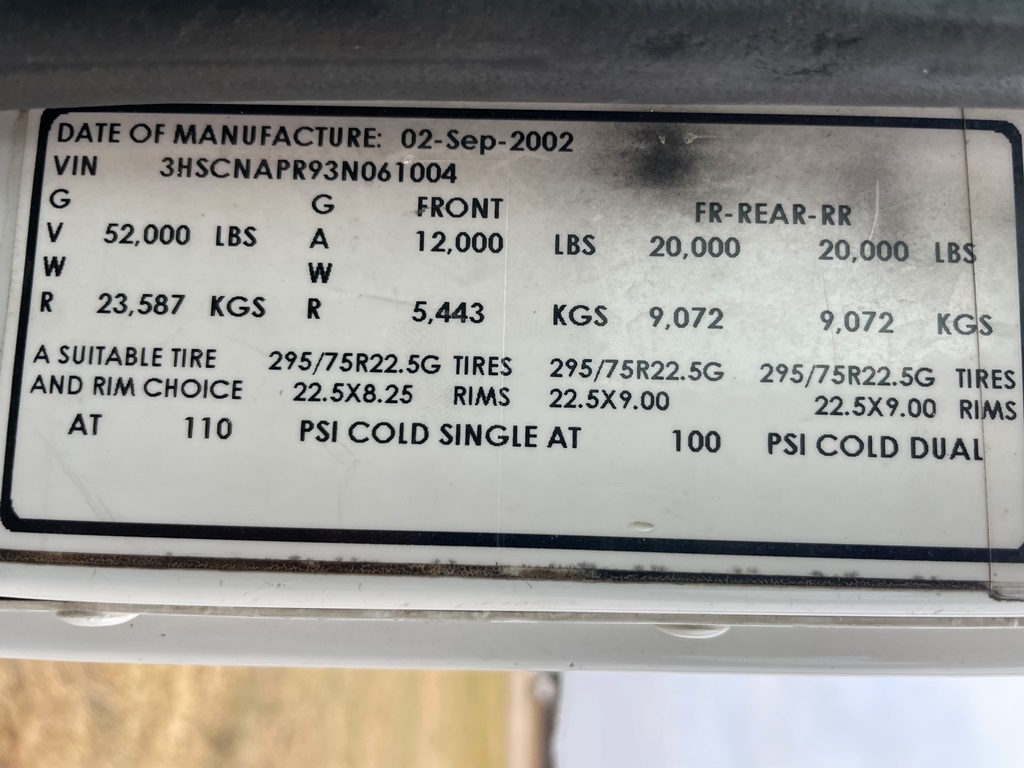 DATE OF MANUFACTURE: 02-Sep-2002
VIN 3HSCNAPR93N061004
G G FRONT FR-REAR-RR
V 52,000 LBS A 12,000 LBS 20,000 20,000 LBS
W W
R 23,587 KGS R 5,443 KGS 9,072 9,072 KGS
A SUITABLE TIRE 295/75R22.5G TIRES 295/75R22.5G 295/75R22.5G TIRES
AND RIM CHOICE 22.5X8.25 RIMS 22.5X9.00 22.5X9.00 RIMS
AT 110 PSI COLD SINGLE AT 100 PSI COLD DUAL